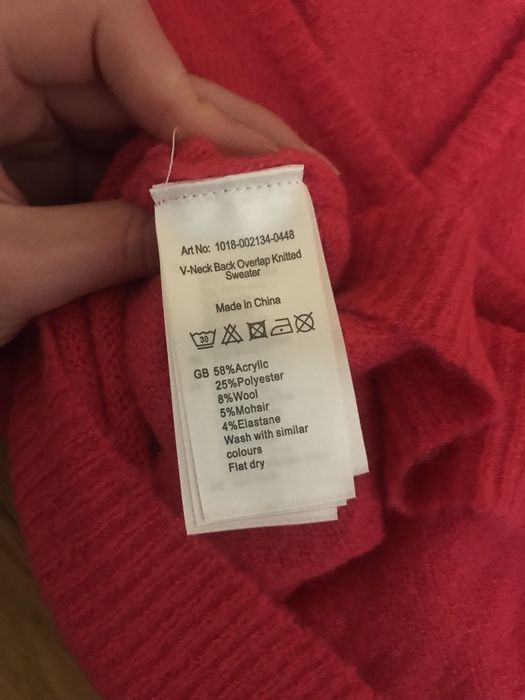 Art No: 1018-002134-0448
V-Neck Back Overlap Knitted
Sweater
Made in China
30
GB 58%Acrylic
25%Polyester
8%Wool
5%Mohair
4%Elastane
Wash with similar
colours
Flat dry